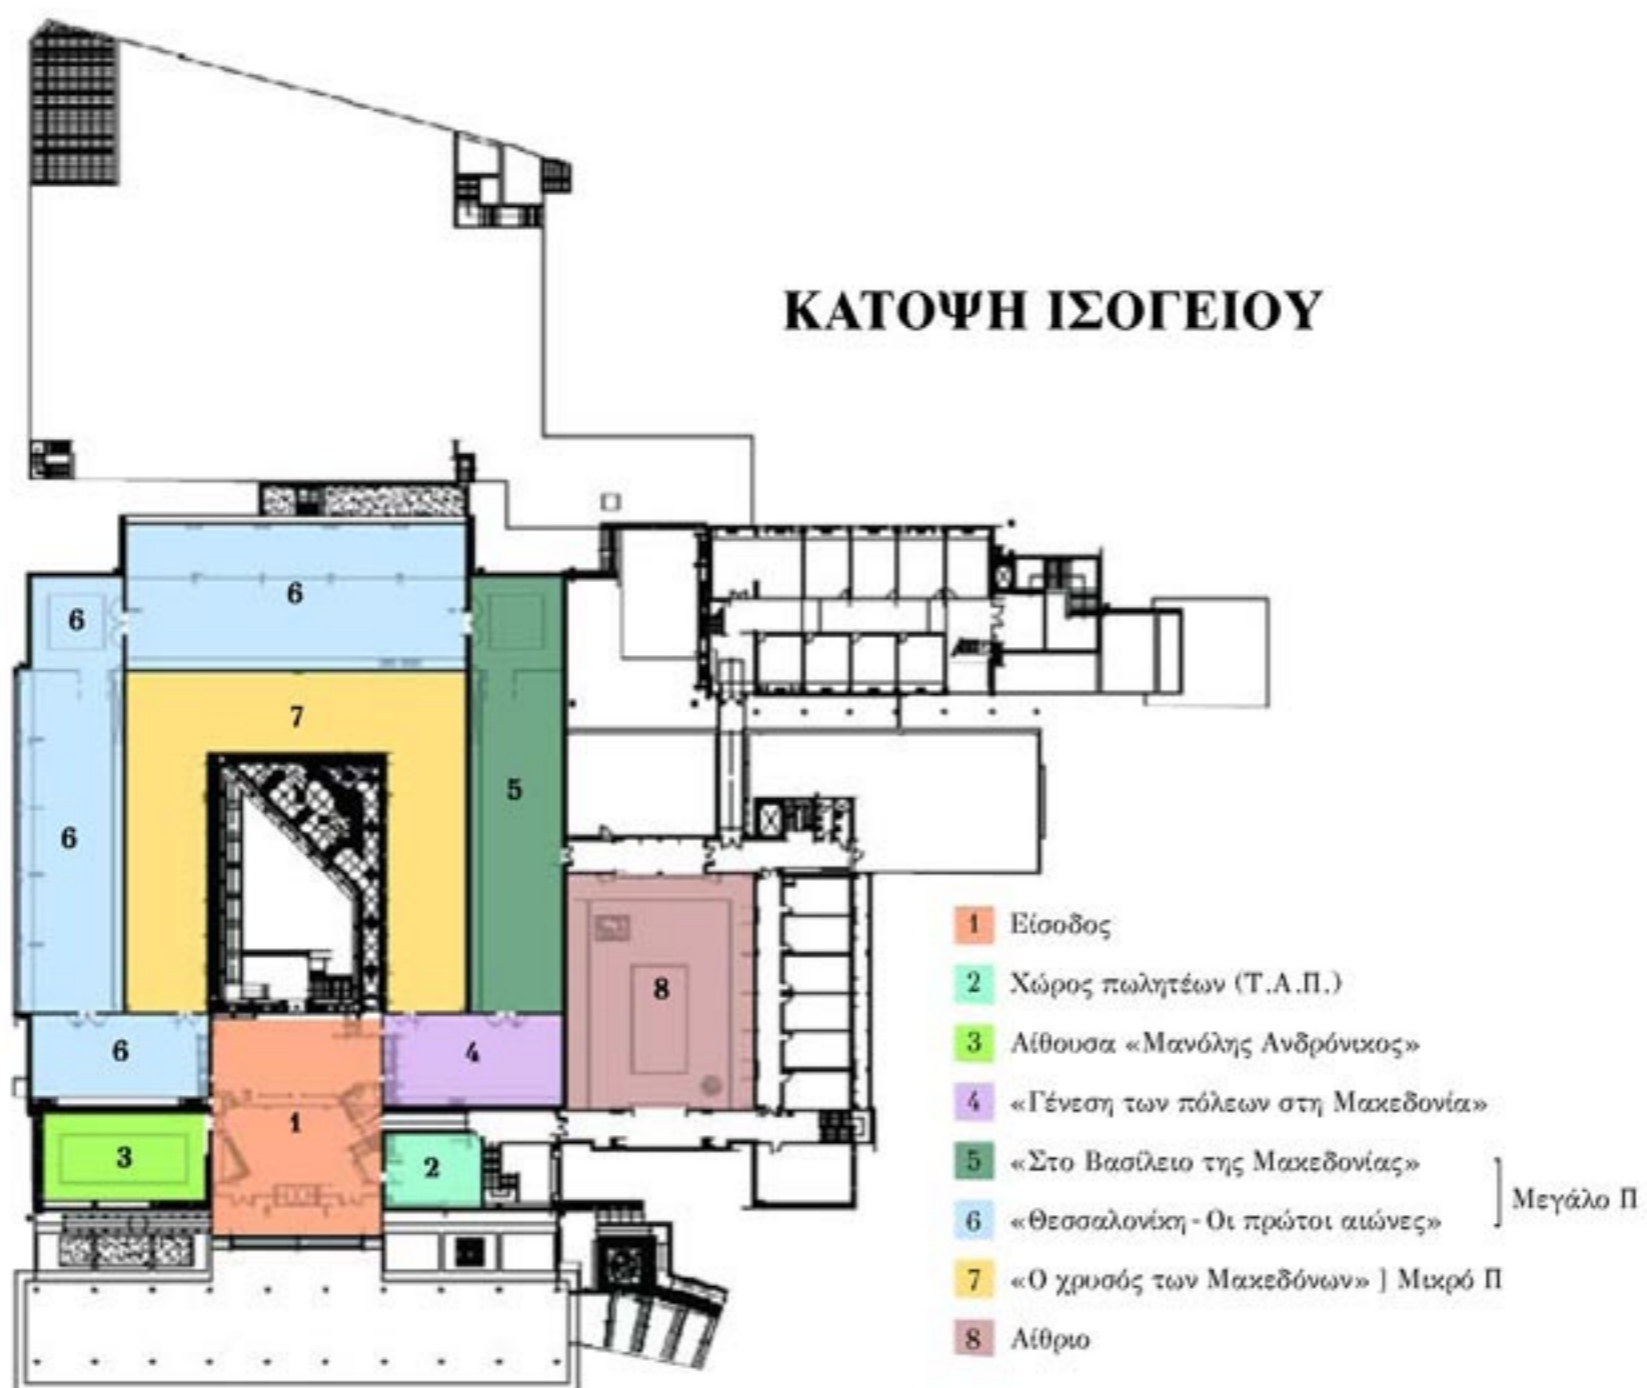 ΚΑΤΟΨΗ ΙΣΟΓΕΙΟΥ
6
6
7
5
6
8
6
4
1
3
2
1 Είσοδος
2 Χώρος πωλητέων (Τ.Α.Π.)
3 Αίθουσα «Μανόλης Ανδρόνικος»
4 «Γένεση των πόλεων στη Μακεδονία»
5 «Στο Βασίλειο της Μακεδονίας»
Μεγάλο Π
6 «Θεσσαλονίκη - Οι πρώτοι αιώνες»
7 «Ο χρυσός των Μακεδόνων» ] Μικρό Π
8 Αίθριο